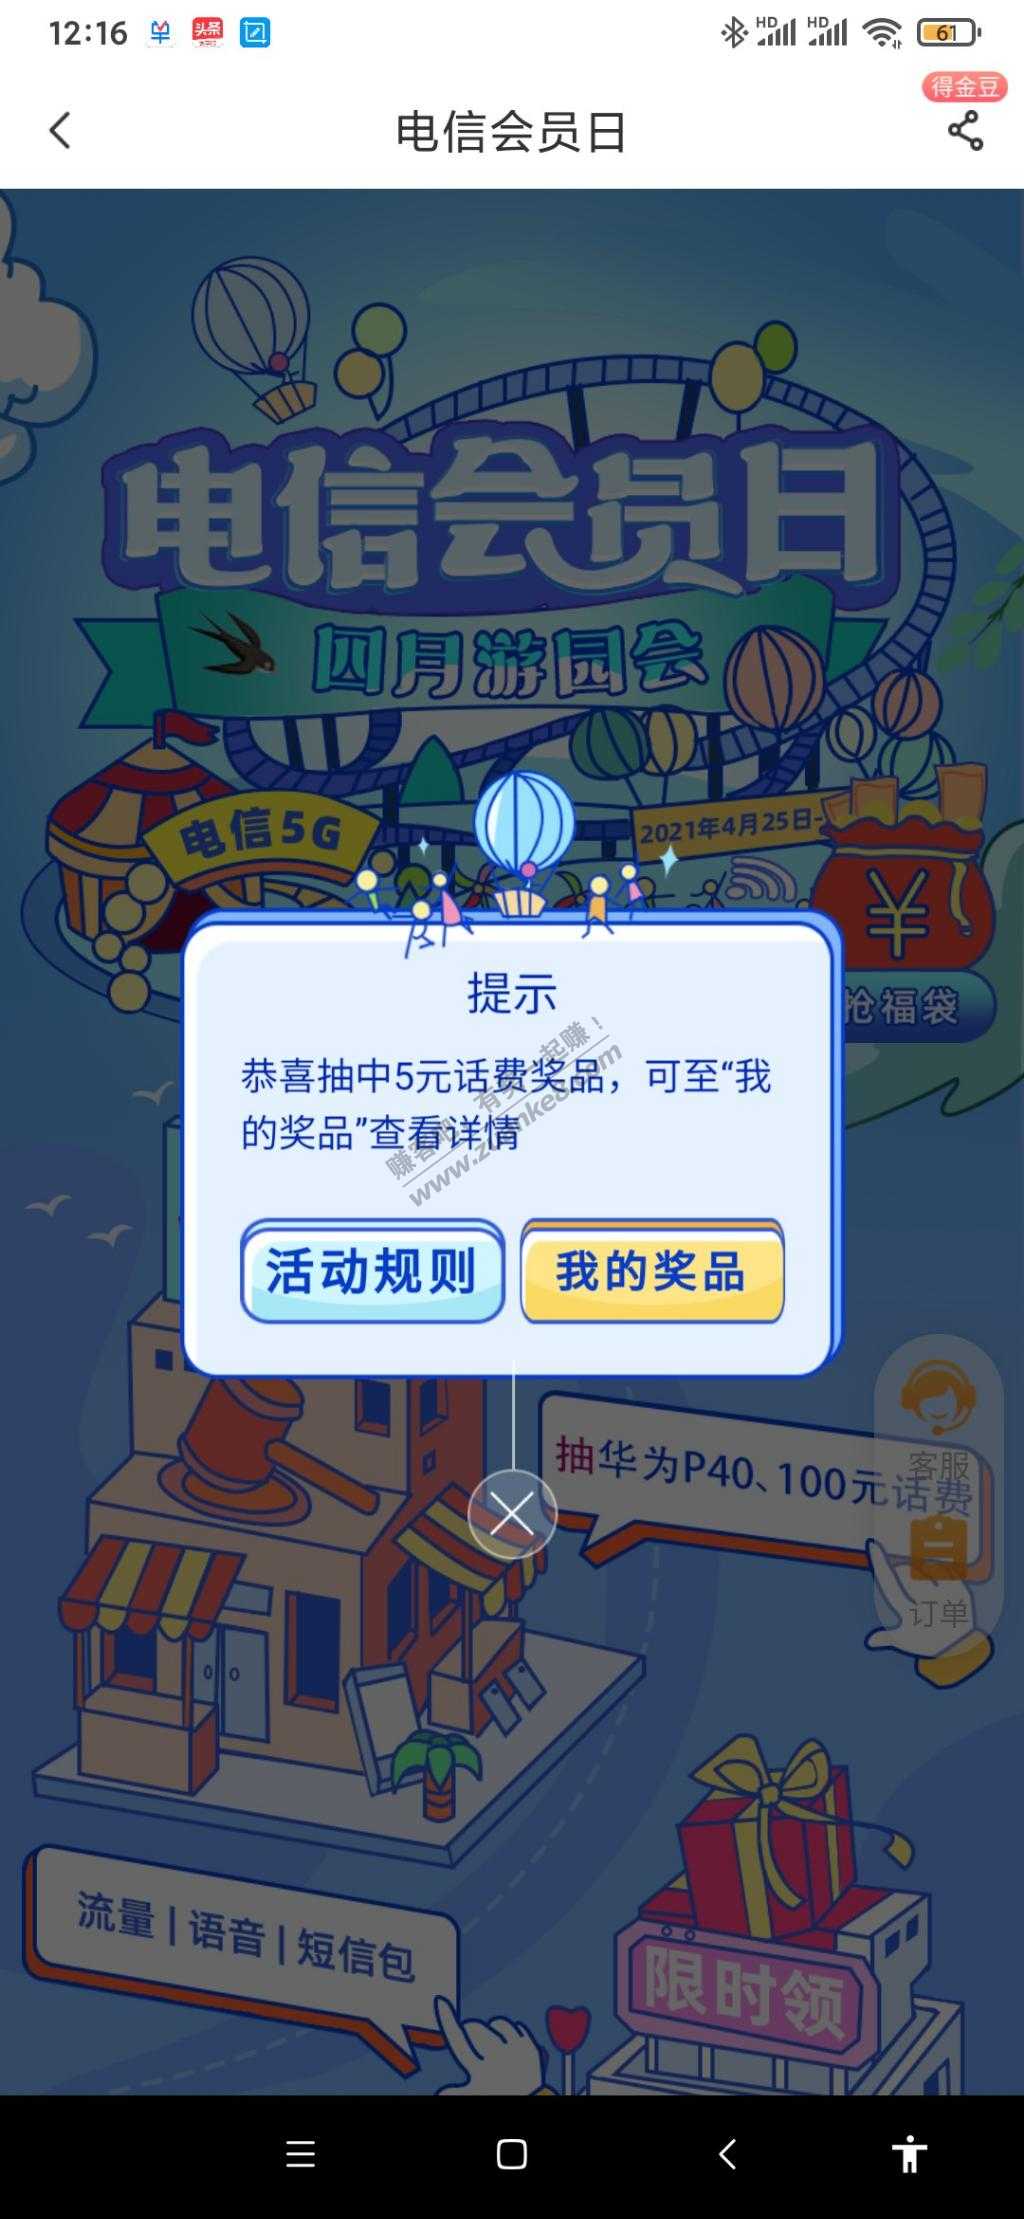 12:16
头条
HD
HD
61
得金豆
电信会员日
电信会员日
四月游园会
电信5G
2021年4月25日-
¥
抢福袋
提示
恭喜抽中5元话费奖品，可至“我
的奖品”查看详情
赚客吧，有奖一起赚！
www.zuanke8.com
活动规则
我的奖品
抽华为P40、100元话费
客服
订单
流量|语音|短信包
限时领